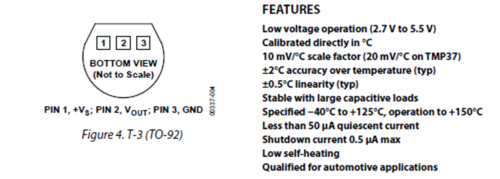 1 2 3
BOTTOM VIEW
(Not to Scale)
00337-004
PIN 1, +VS; PIN 2, VOUT; PIN 3, GND
Figure 4. T-3 (TO-92)
FEATURES
Low voltage operation (2.7 V to 5.5 V)
Calibrated directly in °C
10 mV/°C scale factor (20 mV/°C on TMP37)
±2°C accuracy over temperature (typ)
±0.5°C linearity (typ)
Stable with large capacitive loads
Specified −40°C to +125°C, operation to +150°C
Less than 50 μA quiescent current
Shutdown current 0.5 μA max
Low self-heating
Qualified for automotive applications